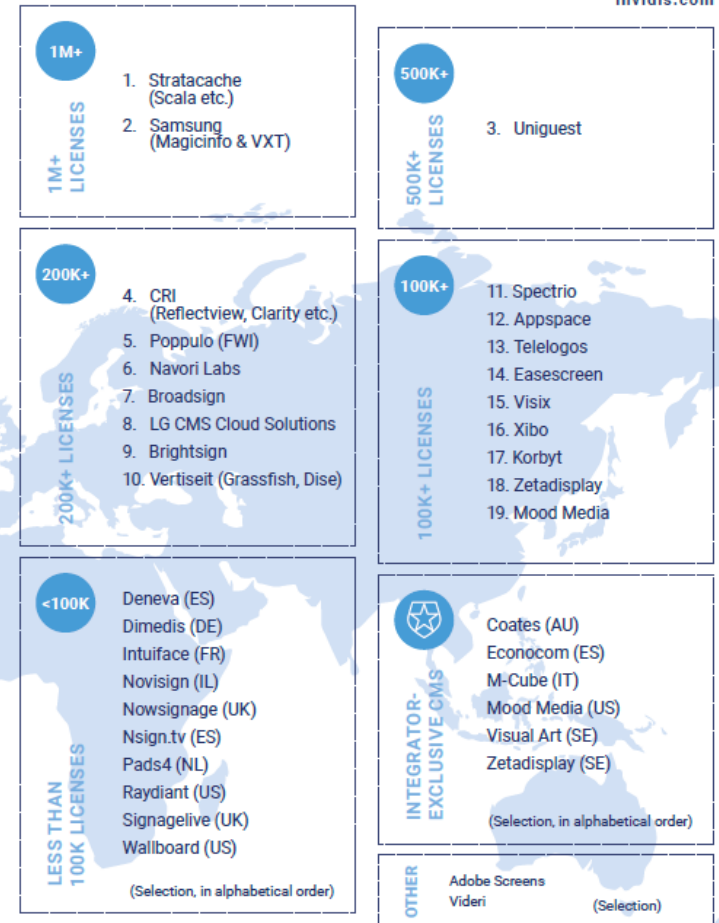 invidis.com
1M+
1M+
LICENSES
1. Stratacache
(Scala etc.)
2. Samsung
(Magicinfo & VXT)
500K+
500K+
LICENSES
3. Uniguest
200K+
200K+ LICENSES
4. CRI
(Reflectview, Clarity etc.)
5. Poppulo (FWI)
6. Navori Labs
7. Broadsign
8. LG CMS Cloud Solutions
9. Brightsign
10. Vertiseit (Grassfish, Dise)
100K+
100K+ LICENSES
11. Spectrio
12. Appspace
13. Telelogos
14. Easescreen
15. Visix
16. Xibo
17. Korbyt
18. Zetadisplay
19. Mood Media
<100K
LESS THAN
100K LICENSES
Deneva (ES)
Dimedis (DE)
Intuiface (FR)
Novisign (IL)
Nowsignage (UK)
Nsign.tv (ES)
Pads4 (NL)
Raydiant (US)
Signagelive (UK)
Wallboard (US)
(Selection, in alphabetical order)
INTEGRATOR-
EXCLUSIVE CMS
Coates (AU)
Econocom (ES)
M-Cube (IT)
Mood Media (US)
Visual Art (SE)
Zetadisplay (SE)
(Selection, in alphabetical order)
OTHER
Adobe Screens
Videri
(Selection)